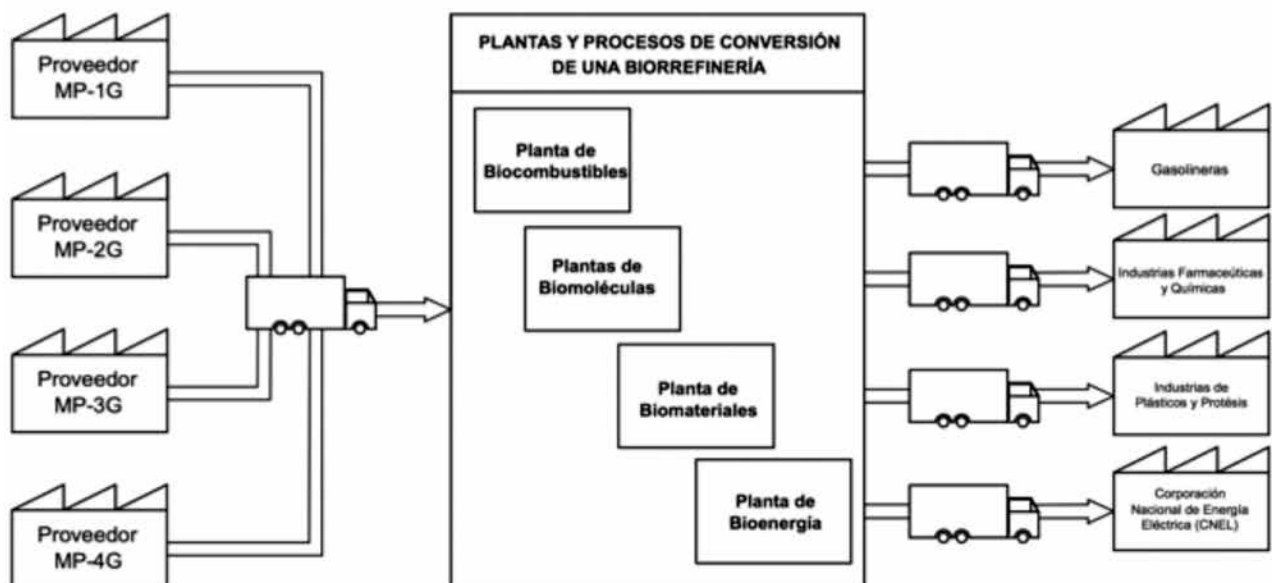 Proveedor
MP-1G
Proveedor
MP-2G
Proveedor
MP-3G
Proveedor
MP-4G
PLANTAS Y PROCESOS DE CONVERSIÓN
DE UNA BIORREFINERÍA
Planta de
Biocombustibles
Plantas de
Biomoléculas
Planta de
Biomateriales
Planta de
Bioenergía
Gasolineras
Industrias Farmaceúticas
y Químicas
Industrias de
Plásticos y Protésis
Corporación
Nacional de Energía
Eléctrica (CNEL)